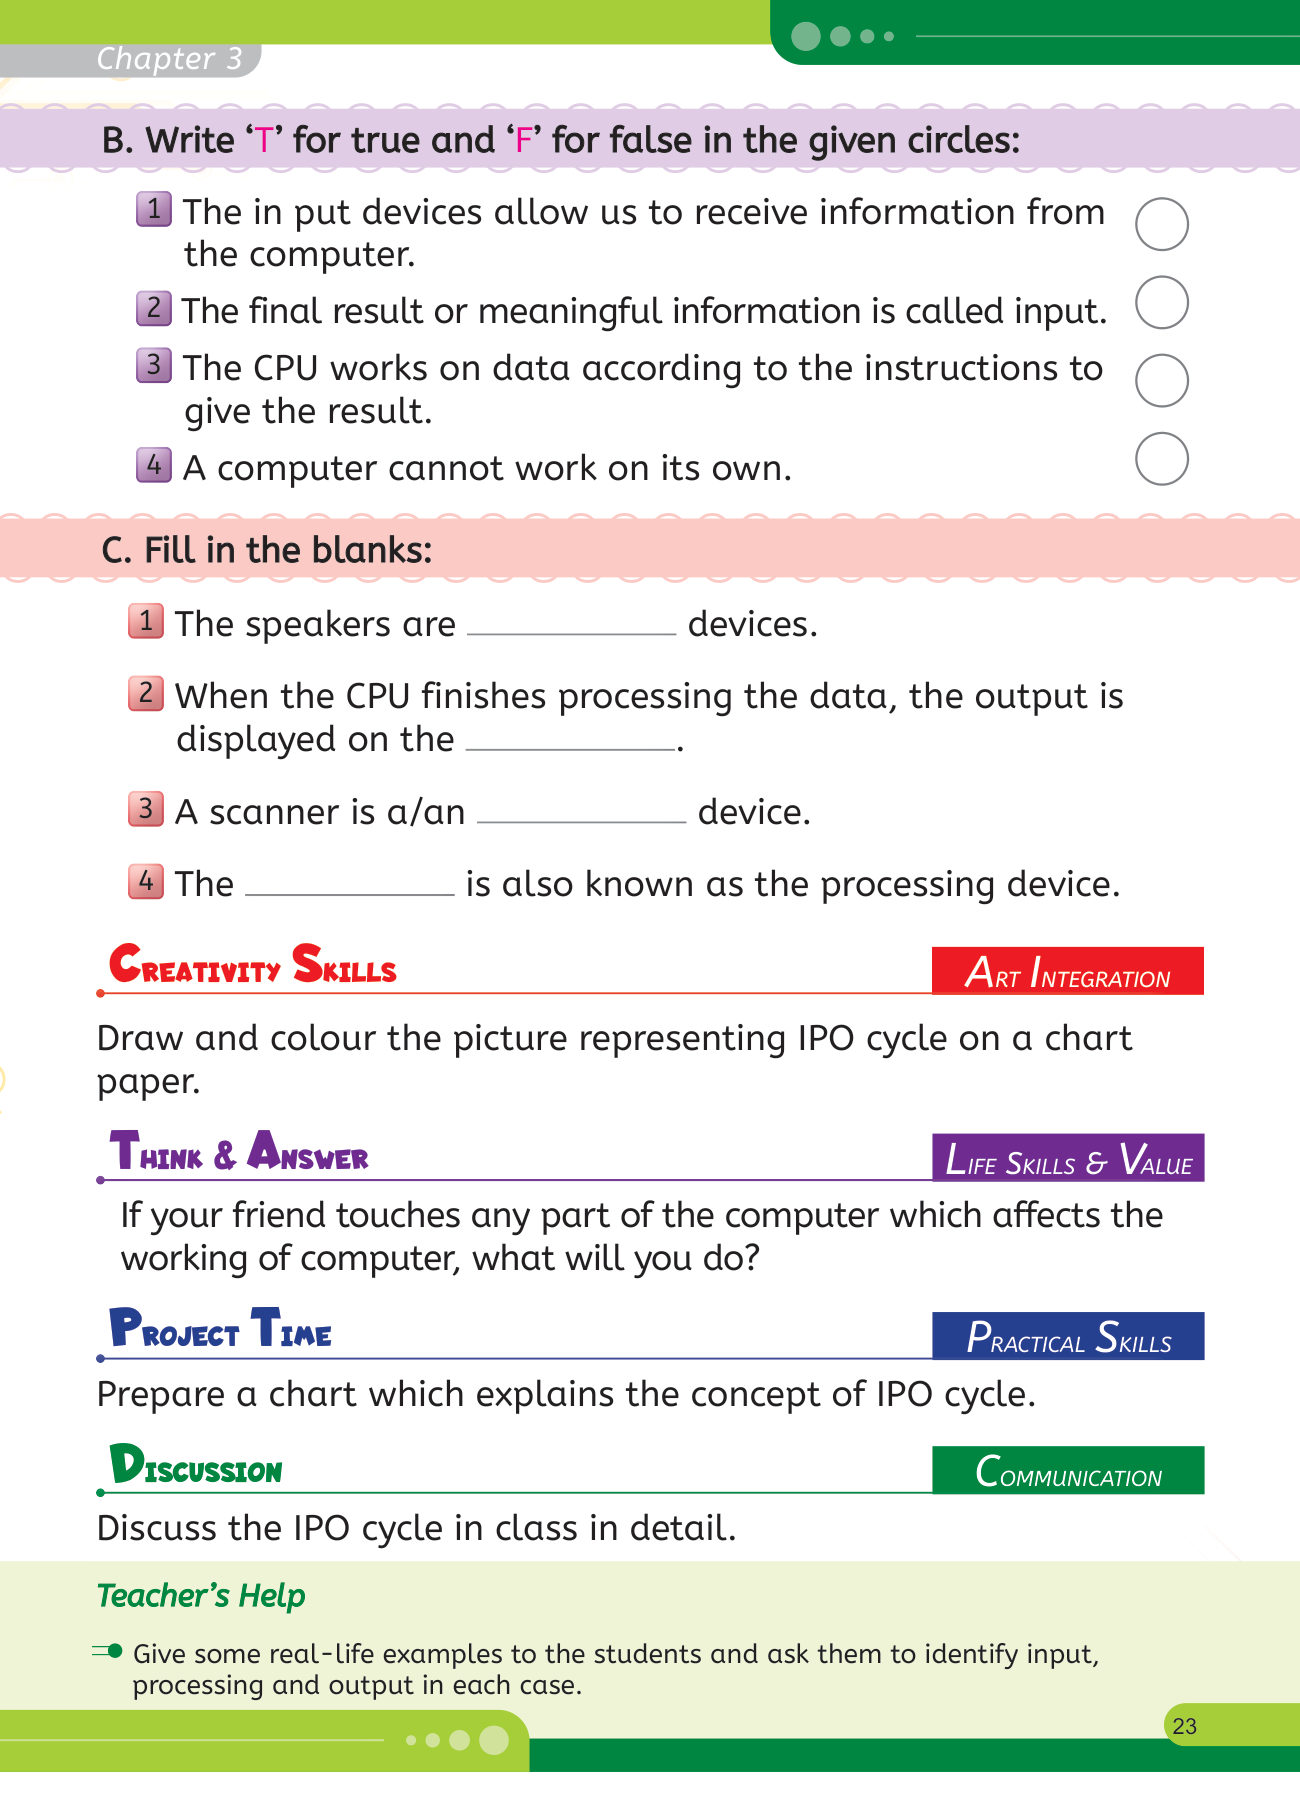 Chapter 3
B. Write ‘T’ for true and ‘F’ for false in the given circles:
1 The in put devices allow us to receive information from
the computer.
2 The final result or meaningful information is called input.
3 The CPU works on data according to the instructions to
give the result.
4 A computer cannot work on its own.
C. Fill in the blanks:
1 The speakers are ____________ devices.
2 When the CPU finishes processing the data, the output is
displayed on the ____________.
3 A scanner is a/an ____________ device.
4 The ____________ is also known as the processing device.
CREATIVITY SKILLS ART INTEGRATION
Draw and colour the picture representing IPO cycle on a chart
paper.
THINK & ANSWER LIFE SKILLS & VALUE
If your friend touches any part of the computer which affects the
working of computer, what will you do?
PROJECT TIME PRACTICAL SKILLS
Prepare a chart which explains the concept of IPO cycle.
DISCUSSION COMMUNICATION
Discuss the IPO cycle in class in detail.
Teacher’s Help
Give some real-life examples to the students and ask them to identify input,
processing and output in each case.
23